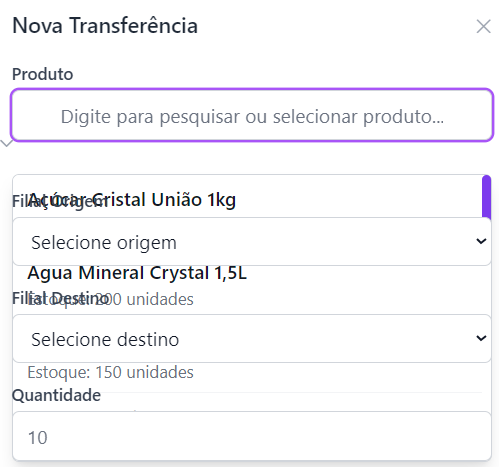 Nova Transferência
Produto
Digite para pesquisar ou selecionar produto...
Açúcar Cristal União 1kg
Filial Origem
Selecione origem
Agua Mineral Crystal 1,5L
Estoque: 200 unidades
Filial Destino
Selecione destino
Estoque: 150 unidades
Quantidade
10